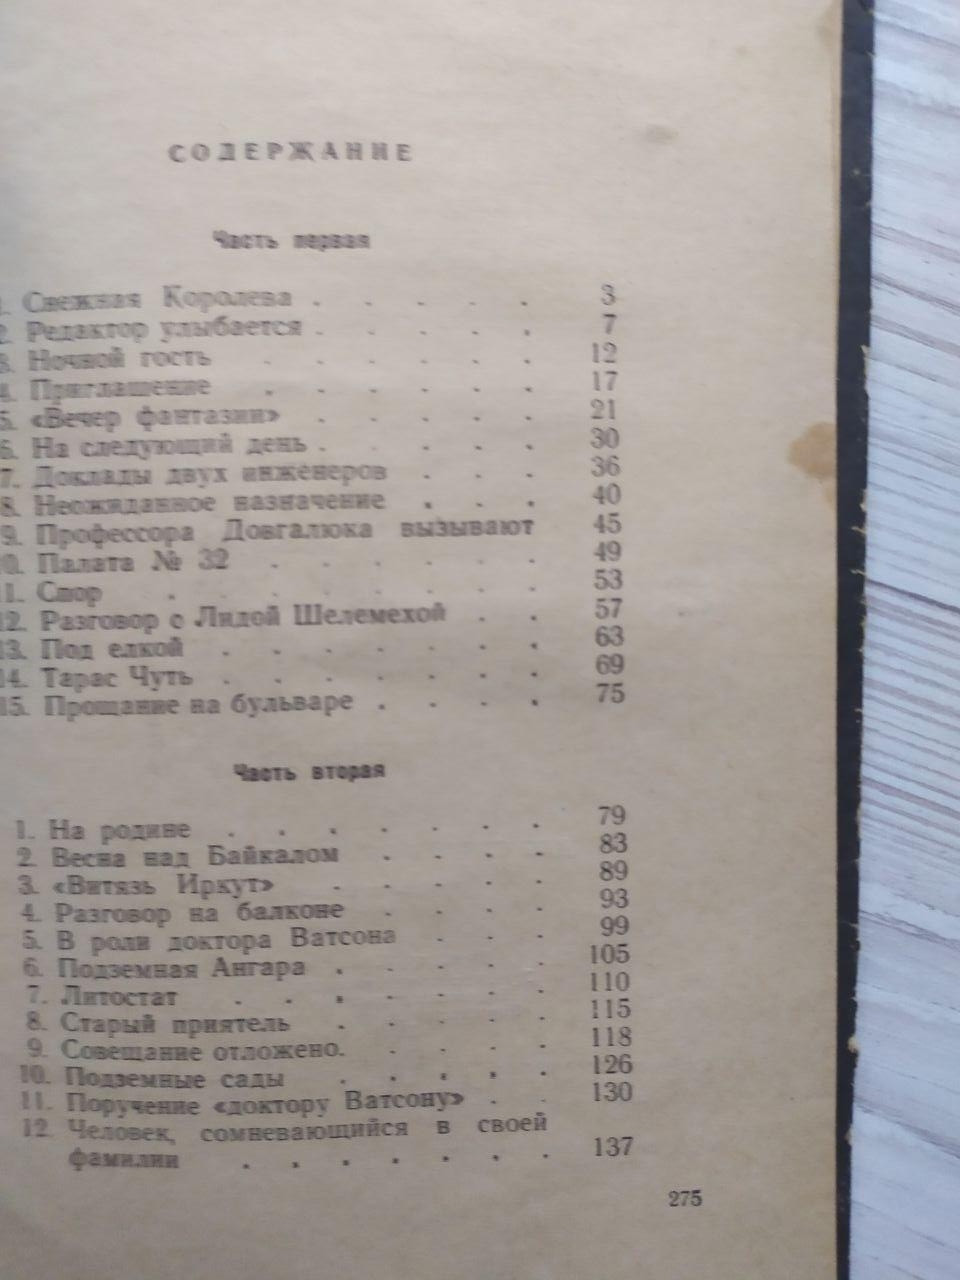 СОДЕРЖАНИЕ
Часть первая
1. Снежная Королева . . . . . 3
2. Редактор улыбается . . . . . 7
3. Ночной гость . . . . . . 12
4. Приглашение . . . . . . 17
5. «Вечер фантазии» . . . . . 21
6. На следующий день . . . . . 30
7. Доклады двух инженеров . . . 36
8. Неожиданное назначение . . . 40
9. Профессора Довгалюка вызывают 45
10. Палата № 32 . . . . . . 49
11. Спор . . . . . . . . 53
12. Разговор с Лидой Шелемехой . . 57
13. Под елкой . . . . . . . 63
14. Тарас Чуть . . . . . . . 69
15. Прощание на бульваре . . . . 75
Часть вторая
1. На родине . . . . . . . 79
2. Весна над Байкалом . . . . 83
3. «Витязь Иркут» . . . . . 89
4. Разговор на балконе . . . . 93
5. В роли доктора Ватсона . . . 99
6. Подземная Ангара . . . . . 105
7. Литостат . . . . . . . 110
8. Старый приятель . . . . . 115
9. Совещание отложено. . . . . 118
10. Подземные сады . . . . . 126
11. Поручение «доктору Ватсону» . . 130
12. Человек, сомневающийся в своей
фамилии . . . . . . . 137
275